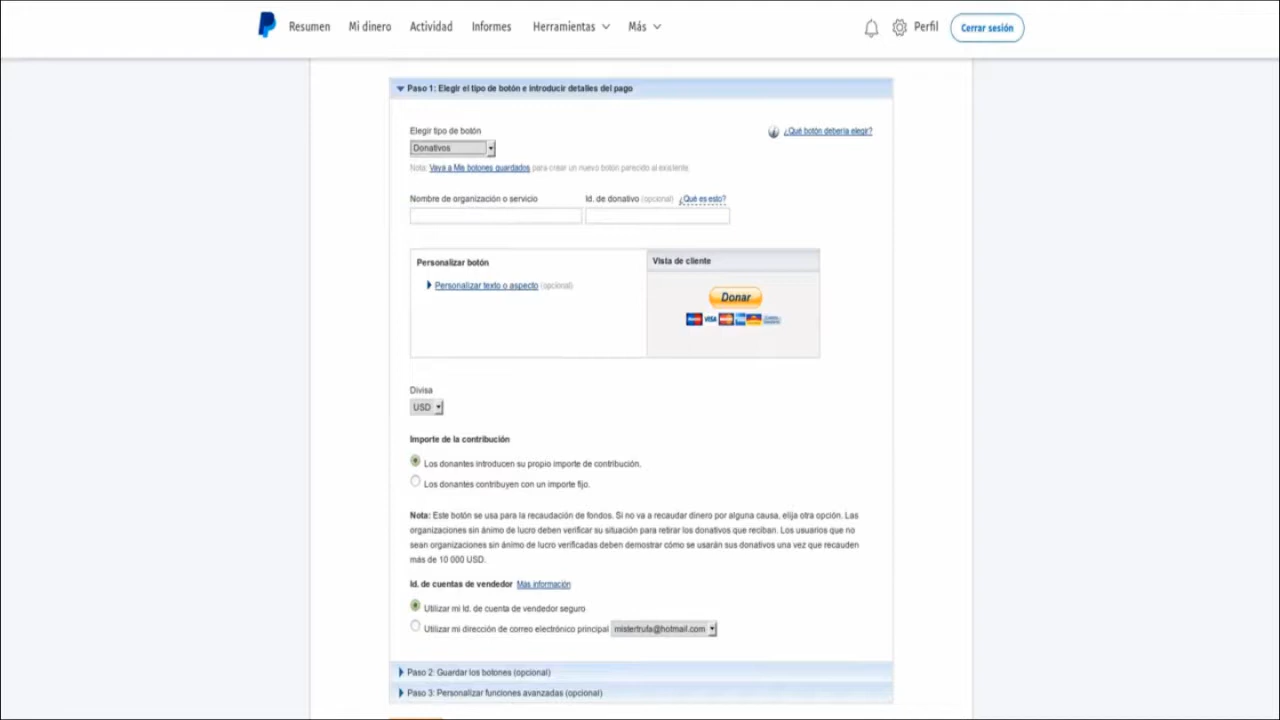 Resumen Mi dinero Actividad Informes Herramientas Más Perfil Cerrar sesión
Paso 1: Elegir el tipo de botón e introducir detalles del pago
Elegir tipo de botón
¿Qué botón debería elegir?
Donativos
Nota: Vaya a Mis botones guardados para crear un nuevo botón parecido al existente.
Nombre de organización o servicio Id. de donativo (opcional) ¿Qué es esto?
Personalizar botón
Vista de cliente
Personalizar texto o aspecto (opcional)
Donar
VISA
Divisa
USD
Importe de la contribución
Los donantes introducen su propio importe de contribución.
Los donantes contribuyen con un importe fijo.
Nota: Este botón se usa para la recaudación de fondos. Si no va a recaudar dinero por alguna causa, elija otra opción. Las
organizaciones sin ánimo de lucro deben verificar su situación para retirar los donativos que reciban. Los usuarios que no
sean organizaciones sin ánimo de lucro verificadas deben demostrar cómo se usarán sus donativos una vez que recauden
más de 10 000 USD.
Id. de cuentas de vendedor Más información
Utilizar mi Id. de cuenta de vendedor seguro
Utilizar mi dirección de correo electrónico principal mistertrufa@hotmail.com
Paso 2: Guardar los botones (opcional)
Paso 3: Personalizar funciones avanzadas (opcional)